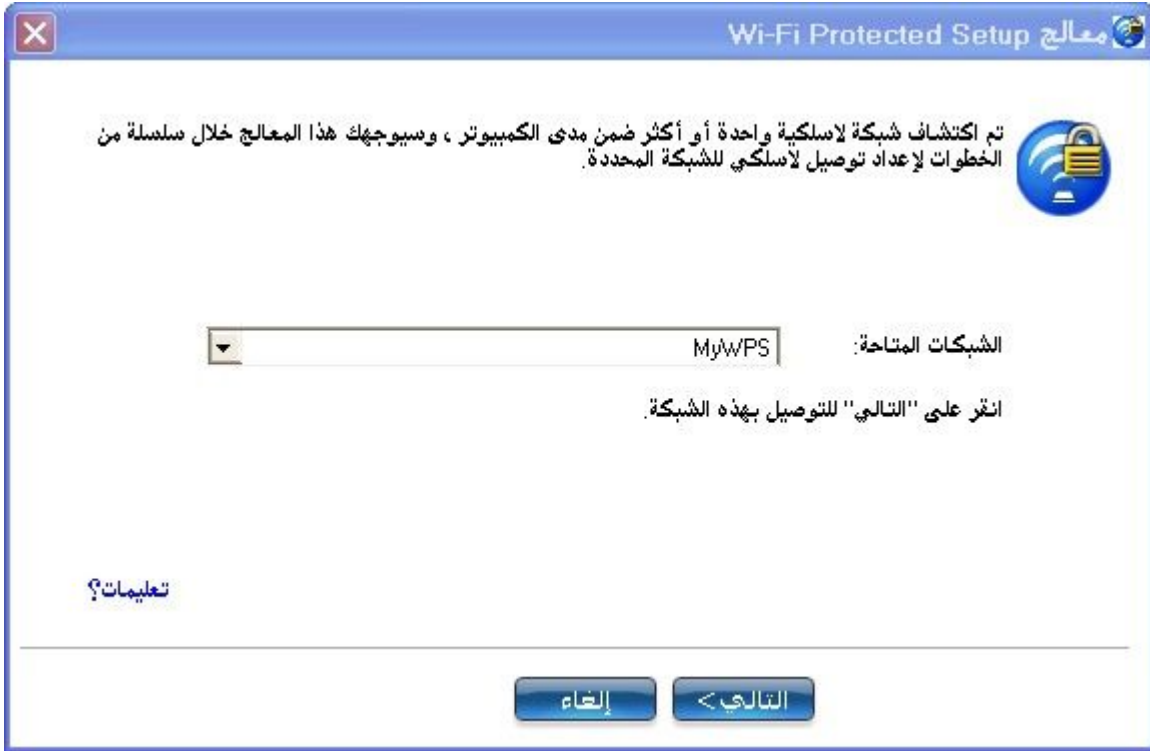 معالج Wi-Fi Protected Setup
تم اكتشاف شبكة لاسلكية واحدة أو أكثر ضمن مدى الكمبيوتر ، وسيوجهك هذا المعالج خلال سلسلة من
الخطوات لإعداد توصيل لاسلكي للشبكة المحددة.
الشبكات المتاحة: MyWPS
انقر على "التالي" للتوصيل بهذه الشبكة.
تعليمات؟
التالي > إلغاء